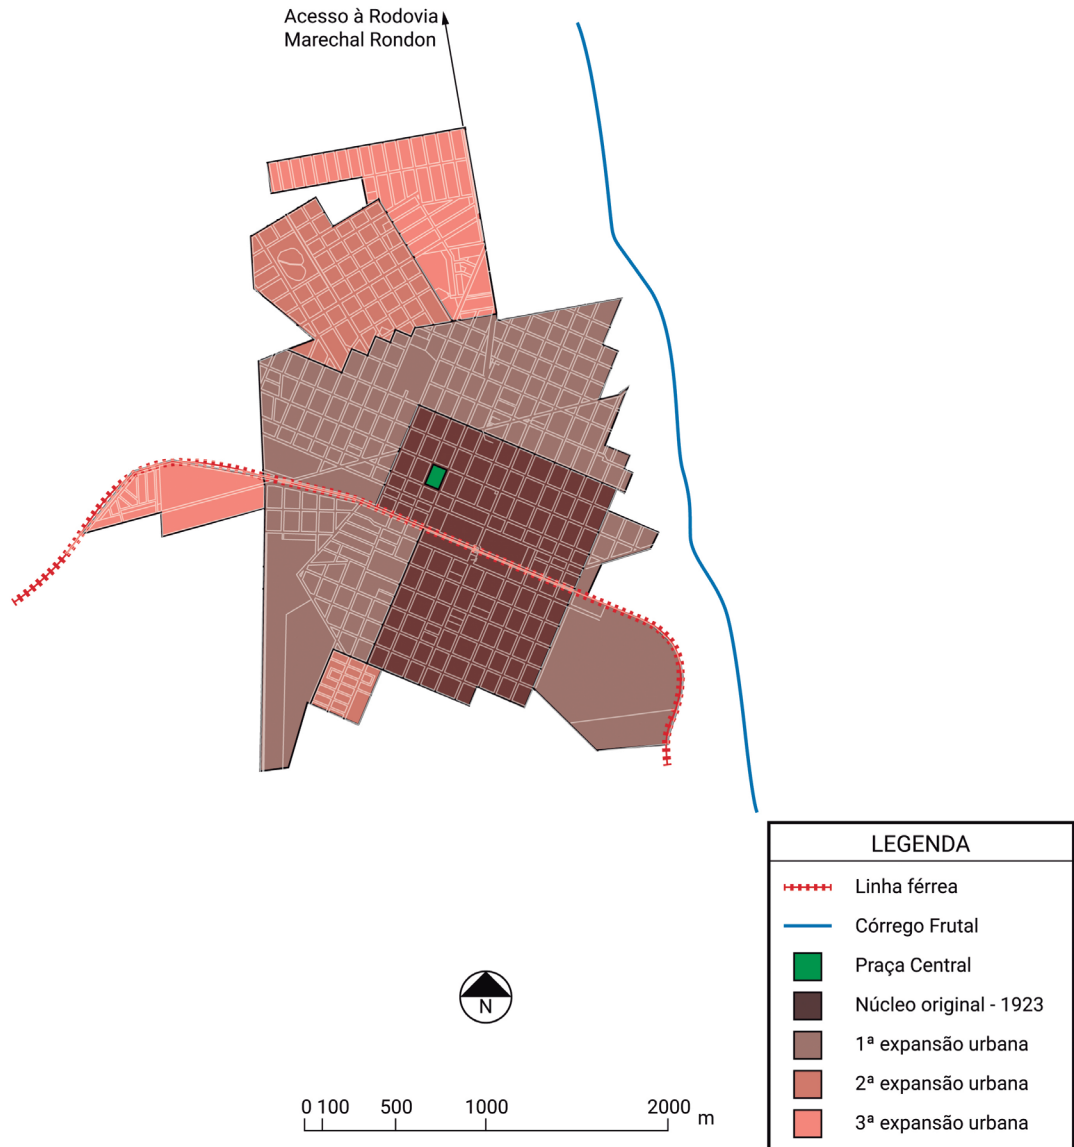 Acesso à Rodovia
Marechal Rondon
LEGENDA
Linha férrea
Córrego Frutal
Praça Central
Núcleo original - 1923
1ª expansão urbana
2ª expansão urbana
3ª expansão urbana
N
0 100 500 1000 2000 m